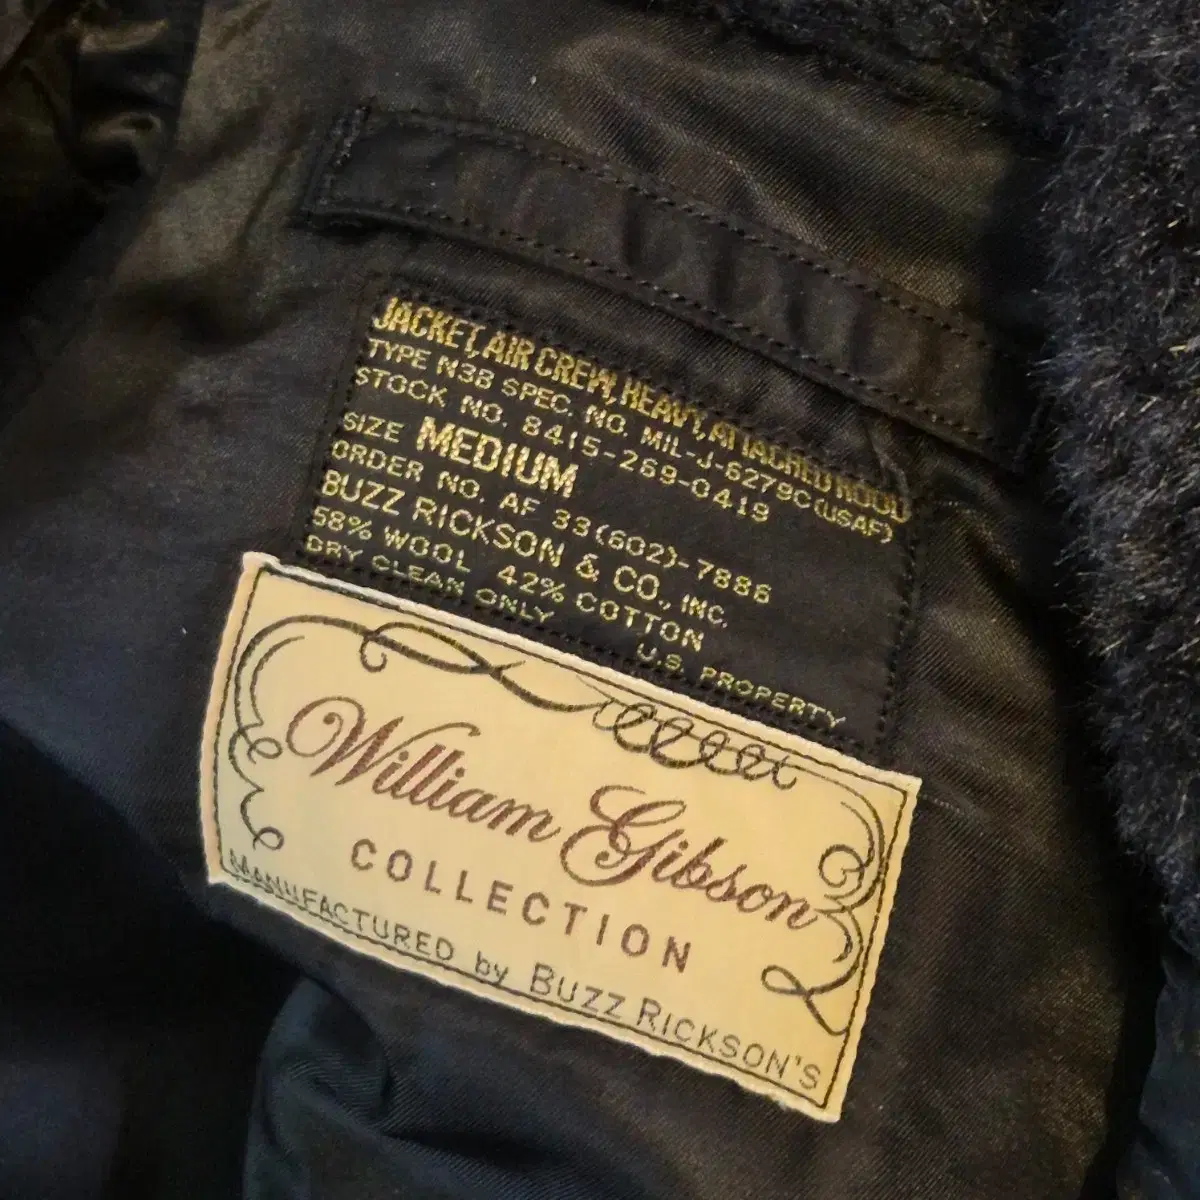 JACKET, AIR CREW, HEAVY, ATTACHED HOOD
TYPE N3B SPEC. NO. MIL-J-6279C (USAF)
STOCK NO. 8415-269-0419
SIZE MEDIUM
ORDER NO. AF 33(602)-7886
BUZZ RICKSON & CO., INC.
58% WOOL 42% COTTON
DRY CLEAN ONLY
U.S. PROPERTY
William Gibson
COLLECTION
MANUFACTURED by BUZZ RICKSON'S